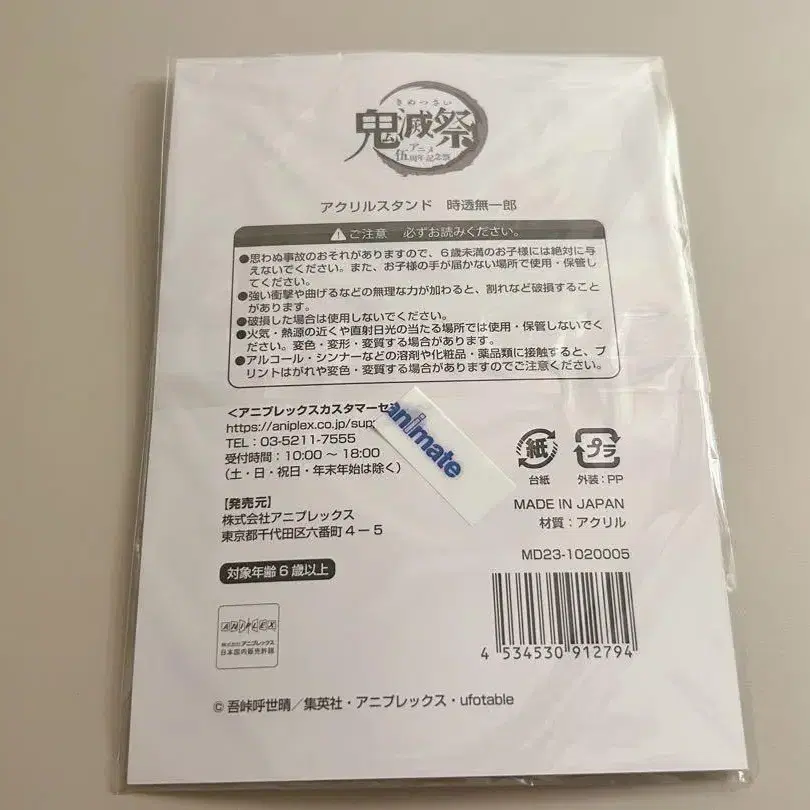 きめつさい
鬼滅祭
アニメ
伍周年記念祭
アクリルスタンド 時透無一郎
ご注意 必ずお読みください。
●思わぬ事故のおそれがありますので、6歳未満のお子様には絶対に与
えないでください。また、お子様の手が届かない場所で使用・保管し
てください。
●強い衝撃や曲げるなどの無理な力が加わると、割れなど破損すること
があります。
●破損した場合は使用しないでください。
●火気・熱源の近くや直射日光の当たる場所では使用・保管しないでく
ださい。変色・変形・変質する場合があります。
●アルコール・シンナーなどの溶剤や化粧品・薬品類に接触すると、プ
リントはがれや変色・変質する場合がありますのでご注意ください。
<アニプレックスカスタマーセ
https://aniplex.co.jp/sup
TEL：03-5211-7555
受付時間：10:00 〜 18:00
（土・日・祝日・年末年始は除く）
animate
紙
台紙
プラ
外装：PP
【発売元】
株式会社アニプレックス
東京都千代田区六番町4－5
MADE IN JAPAN
材質：アクリル
MD23-1020005
対象年齢6歳以上
4 534530 912794
ANIPLEX
株式会社アニプレックス
日本国内販売許諾
© 吾峠呼世晴／集英社・アニプレックス・ufotable